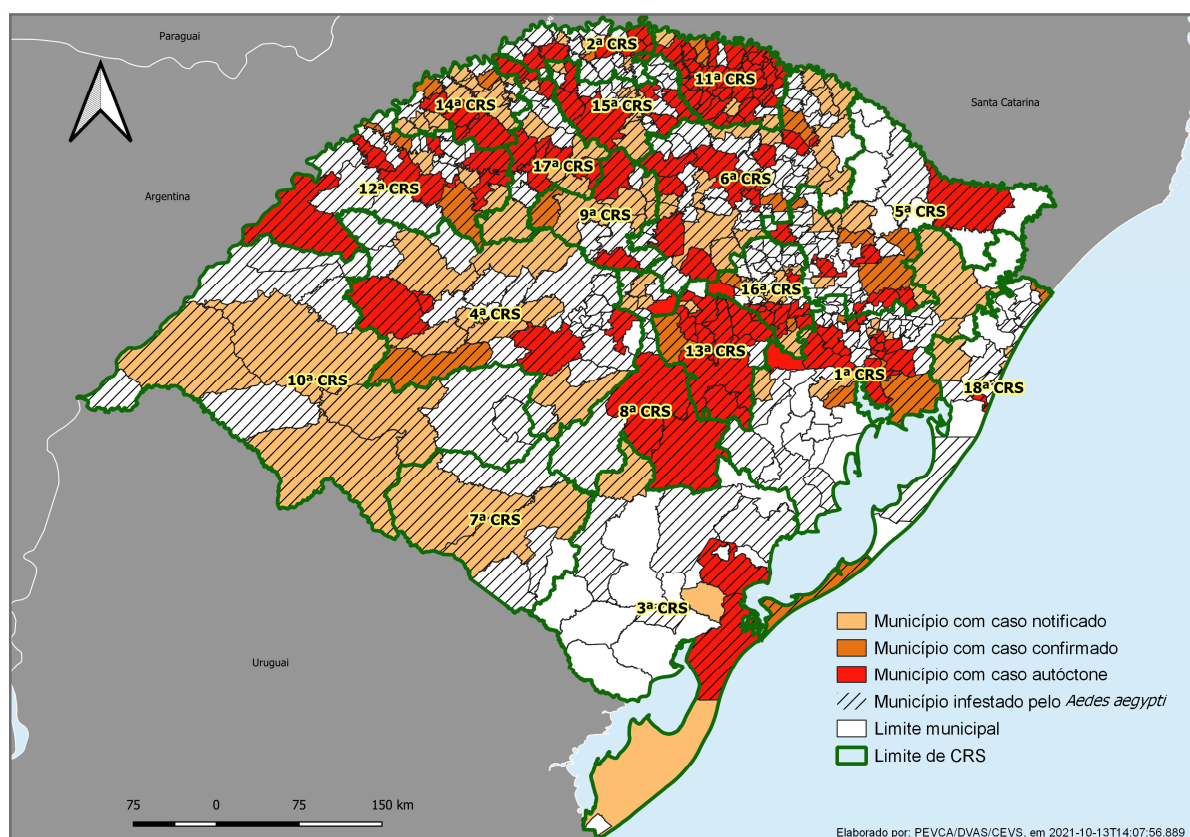 Paraguai
2ª CRS
11ª CRS
14ª CRS
15ª CRS
Santa Catarina
17ª CRS
6ª CRS
12ª CRS
Argentina
9ª CRS
5ª CRS
16ª CRS
4ª CRS
13ª CRS
10ª CRS
1ª CRS
18ª CRS
8ª CRS
7ª CRS
3ª CRS
Uruguai
Município com caso notificado
Município com caso confirmado
Município com caso autóctone
Município infestado pelo Aedes aegypti
Limite municipal
Limite de CRS
75 0 75 150 km
Elaborado por: PEVCA/DVAS/CEVS, em 2021-10-13T14:07:56.889